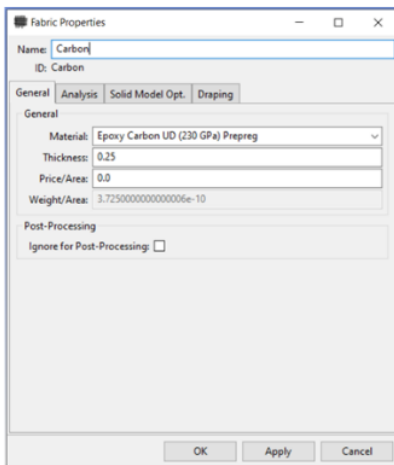 Fabric Properties
Name: Carbon
ID: Carbon
General Analysis Solid Model Opt. Draping
General
Material: Epoxy Carbon UD (230 GPa) Prepreg
Thickness: 0.25
Price/Area: 0.0
Weight/Area: 3.7250000000000006e-10
Post-Processing
Ignore for Post-Processing:
OK Apply Cancel